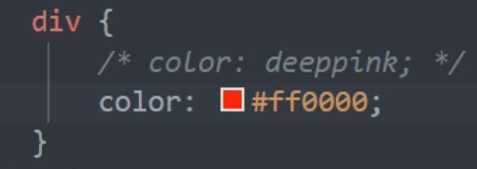 div {
/* color: deeppink; */
color: #ff0000;
}